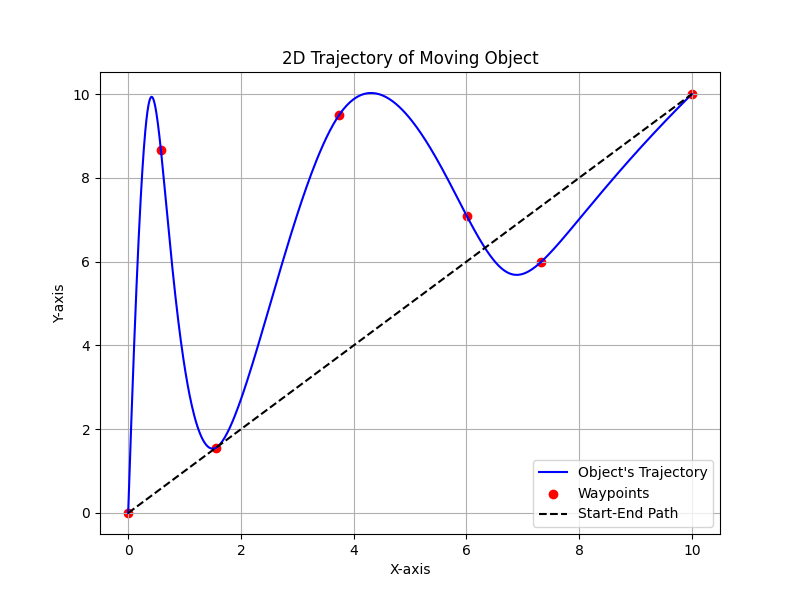 2D Trajectory of Moving Object
10
8
6
4
2
0
Y-axis
0 2 4 6 8 10
X-axis
Object's Trajectory
Waypoints
Start-End Path